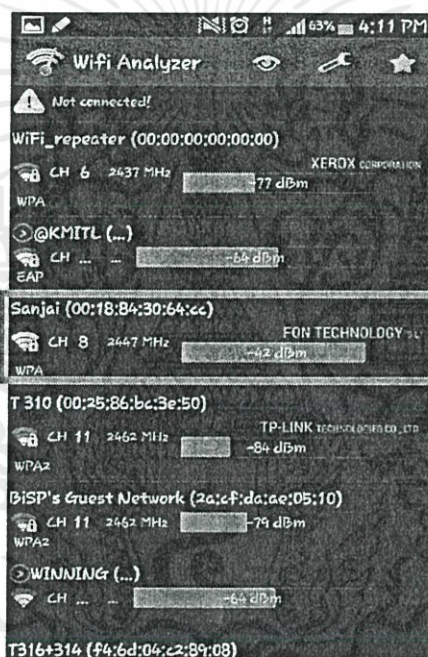 63% 4:11 PM
Wifi Analyzer
Not connected!
WiFi_repeater (00:00:00:00:00:00)
XEROX CORPORATION
CH 6 2437 MHz
-77 dBm
WPA
@KMITL (...)
CH ... ...
-64 dBm
EAP
Sanjai (00:18:84:30:64:cc)
FON TECHNOLOGY
CH 8 2447 MHz
-42 dBm
WPA
T 310 (00:25:86:bc:3e:50)
TP-LINK TECHNOLOGIES CO., LTD
CH 11 2462 MHz
-84 dBm
WPA2
BiSP's Guest Network (2a:cf:da:ae:05:10)
CH 11 2462 MHz
-79 dBm
WPA2
WINNING (...)
CH ... ...
-64 dBm
T316+314 (f4:6d:04:c2:89:08)